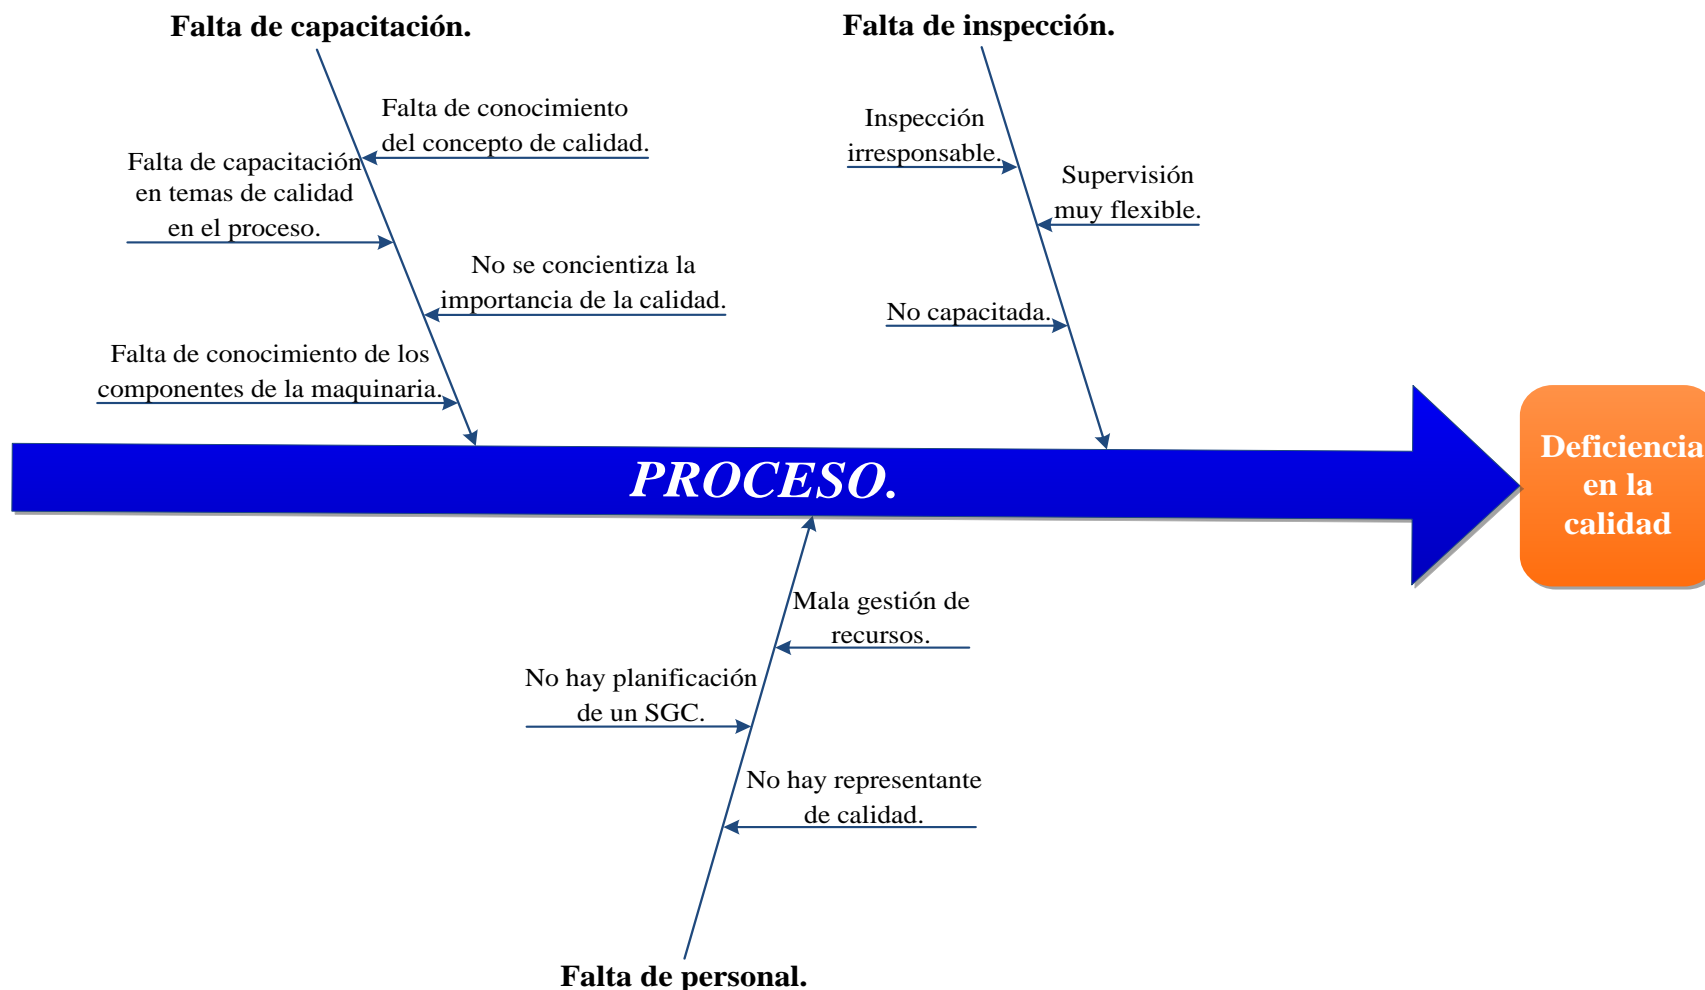 Falta de capacitación.
Falta de conocimiento
del concepto de calidad.
Falta de capacitación
en temas de calidad
en el proceso.
No se concientiza la
importancia de la calidad.
Falta de conocimiento de los
componentes de la maquinaria.
Falta de inspección.
Inspección
irresponsable.
Supervisión
muy flexible.
No capacitada.
PROCESO.
Deficiencia
en la
calidad
Mala gestión de
recursos.
No hay planificación
de un SGC.
No hay representante
de calidad.
Falta de personal.